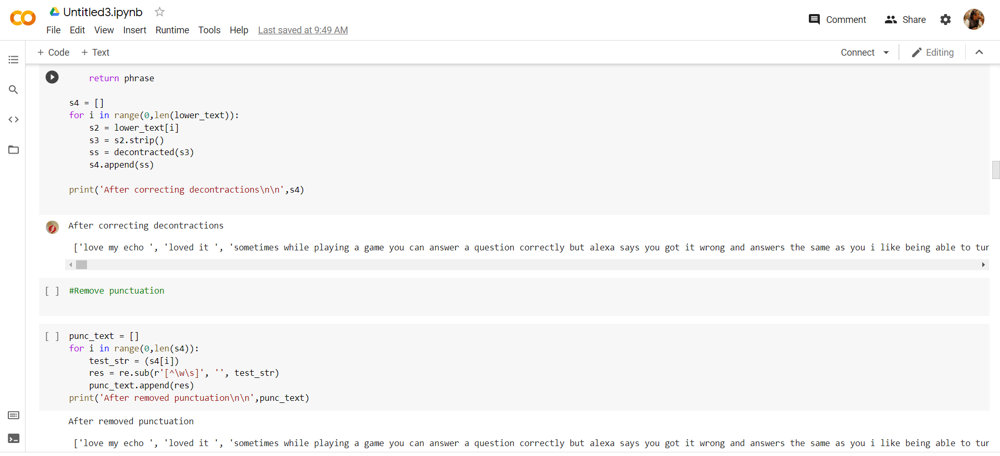 Untitled3.ipynb
File Edit View Insert Runtime Tools Help Last saved at 9:49 AM
Comment Share
+ Code + Text
Connect Editing
    return phrase
s4 = []
for i in range(0,len(lower_text)):
    s2 = lower_text[i]
    s3 = s2.strip()
    ss = decontracted(s3)
    s4.append(ss)
print('After correcting decontractions\n\n',s4)
After correcting decontractions
['love my echo ', 'loved it ', 'sometimes while playing a game you can answer a question correctly but alexa says you got it wrong and answers the same as you i like being able to tur
[ ] #Remove punctuation
[ ] punc_text = []
for i in range(0,len(s4)):
    test_str = (s4[i])
    res = re.sub(r'[^\w\s]', '', test_str)
    punc_text.append(res)
print('After removed punctuation\n\n',punc_text)
After removed punctuation
['love my echo ', 'loved it ', 'sometimes while playing a game you can answer a question correctly but alexa says you got it wrong and answers the same as you i like being able to tur